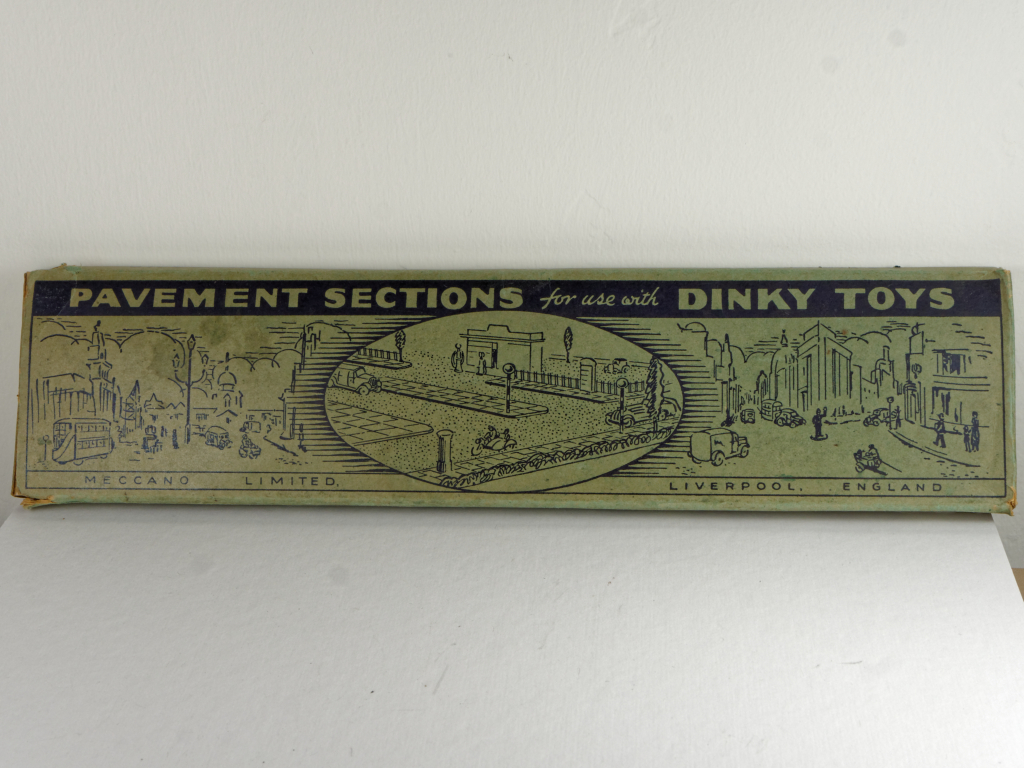 PAVEMENT SECTIONS for use with DINKY TOYS
MECCANO LIMITED. LIVERPOOL, ENGLAND